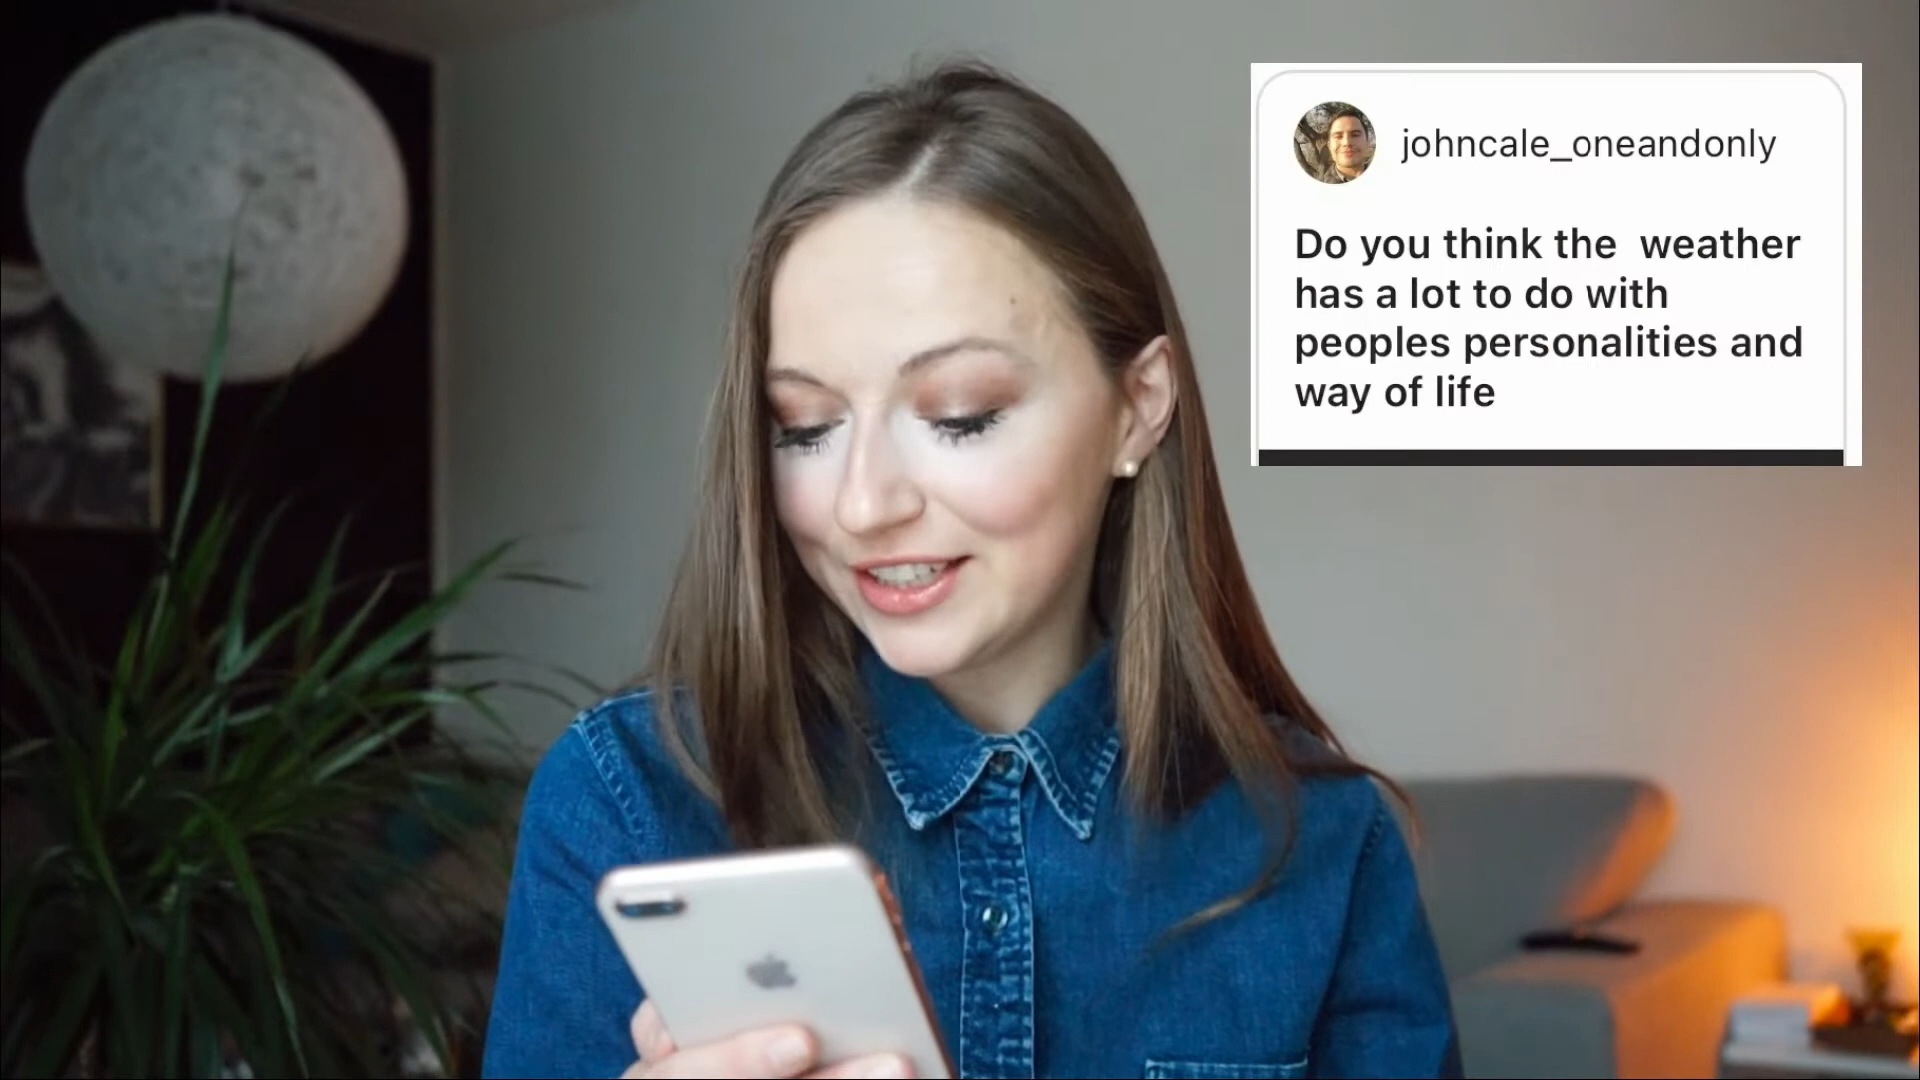 johncale_oneandonly
Do you think the  weather
has a lot to do with
peoples personalities and
way of life